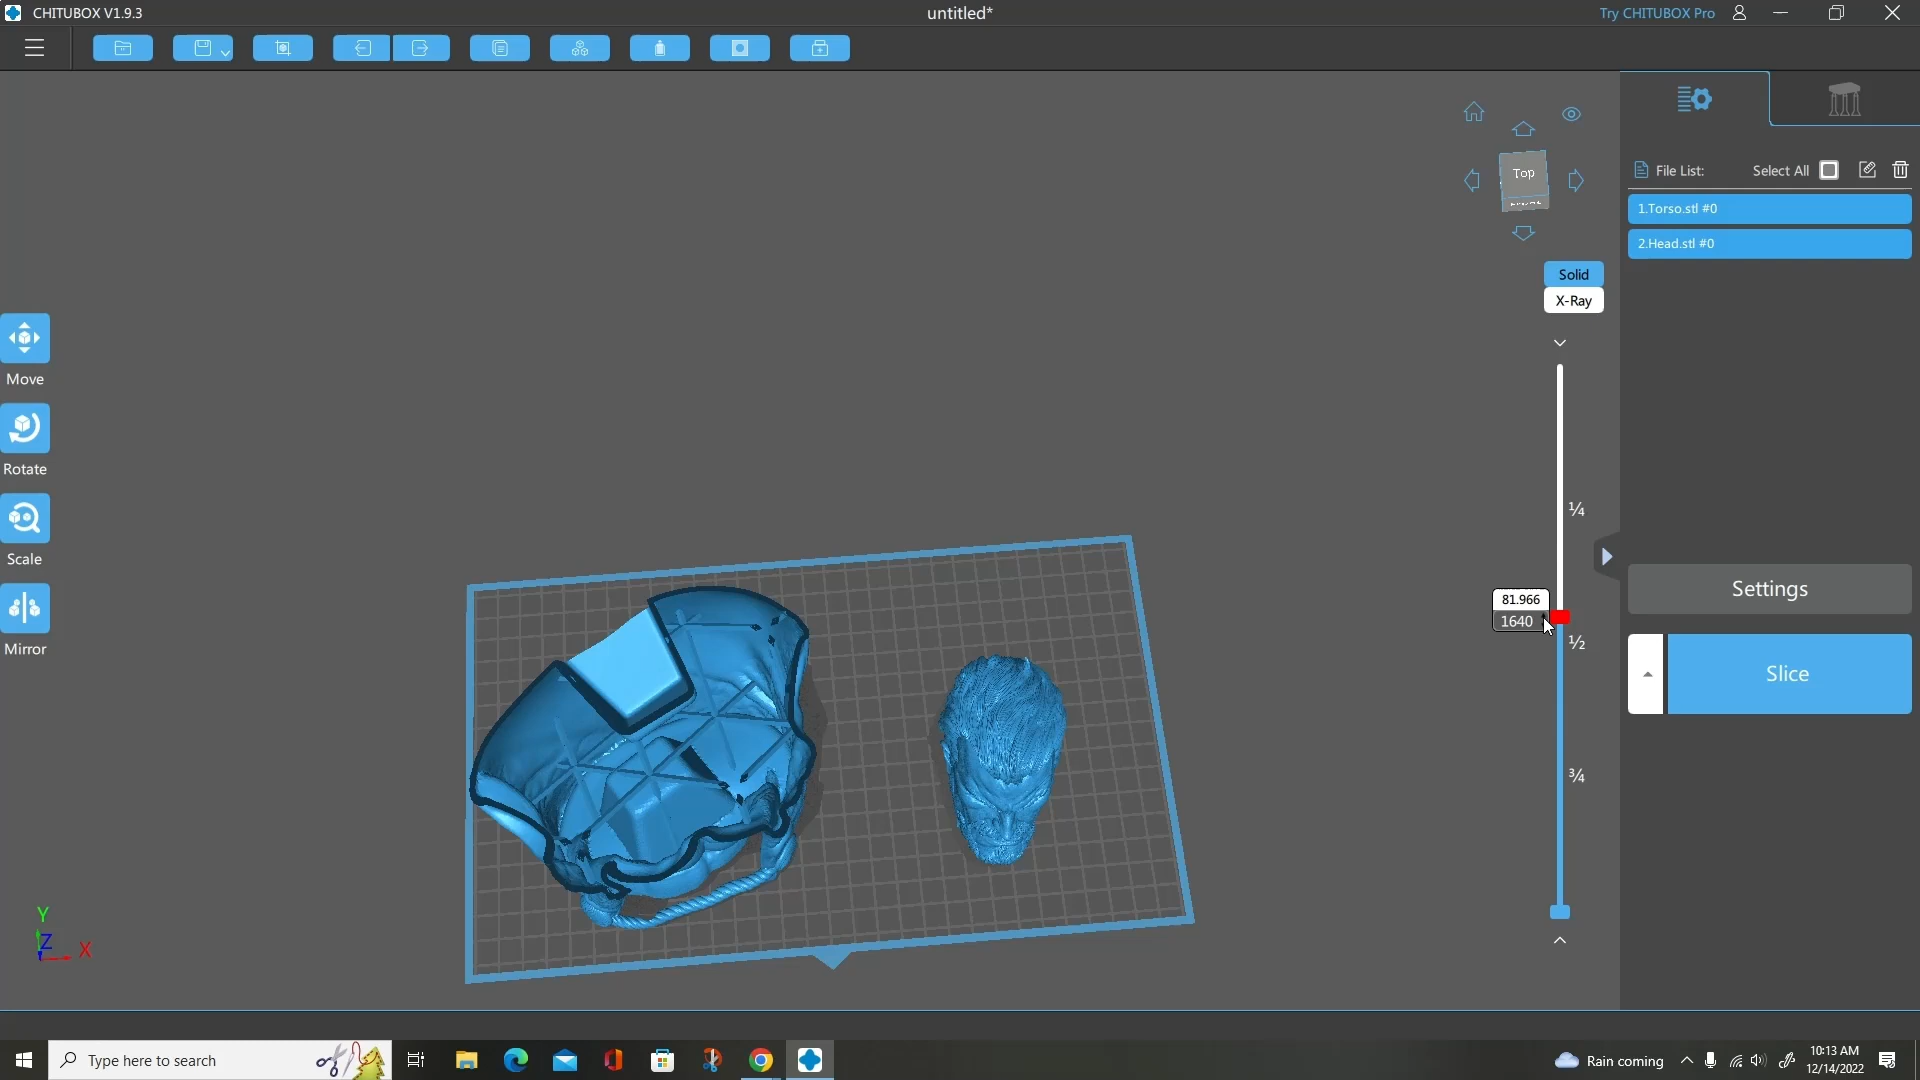 CHITUBOX V1.9.3
untitled*
Try CHITUBOX Pro
Top
File List:
Select All
1.Torso.stl #0
2.Head.stl #0
Solid
X-Ray
Move
Rotate
Scale
Mirror
¼
81.966
1640
½
¾
Settings
Slice
Y
Z
X
Type here to search
Rain coming
10:13 AM
12/14/2022